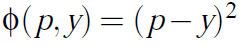 ϕ(p,y) = (p−y)²